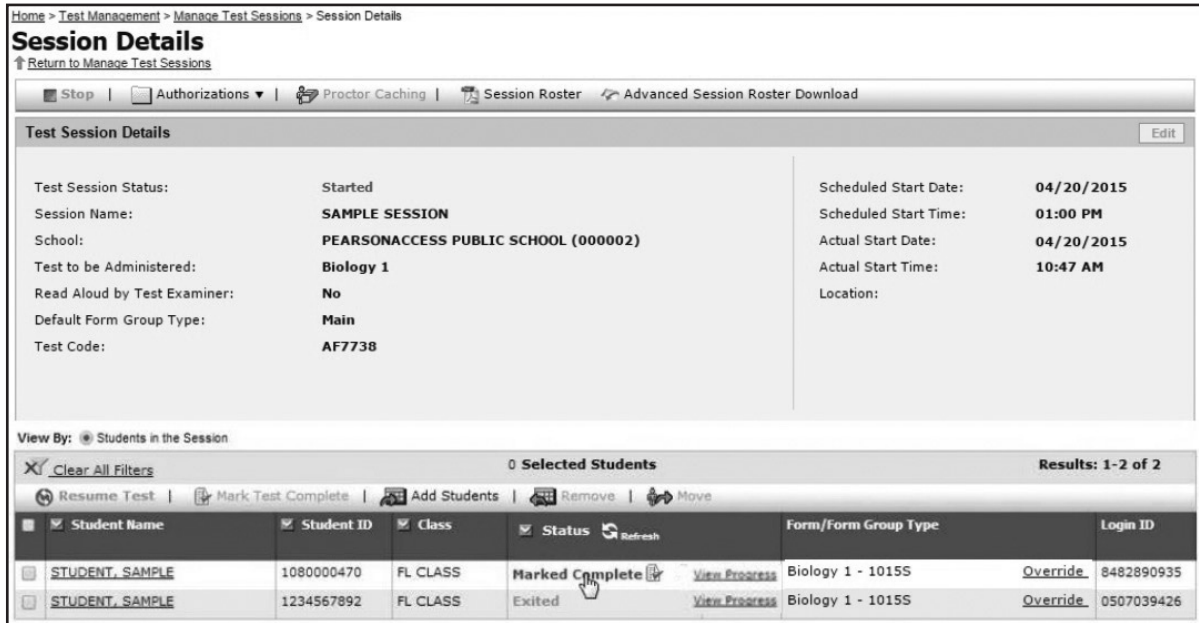 Home > Test Management > Manage Test Sessions > Session Details
Session Details
Return to Manage Test Sessions
Stop | Authorizations ▼ | Proctor Caching | Session Roster Advanced Session Roster Download
Test Session Details Edit
Test Session Status: Started Scheduled Start Date: 04/20/2015
Session Name: SAMPLE SESSION Scheduled Start Time: 01:00 PM
School: PEARSONACCESS PUBLIC SCHOOL (000002) Actual Start Date: 04/20/2015
Test to be Administered: Biology 1 Actual Start Time: 10:47 AM
Read Aloud by Test Examiner: No Location:
Default Form Group Type: Main
Test Code: AF7738
View By: Students in the Session
Clear All Filters 0 Selected Students Results: 1-2 of 2
Resume Test | Mark Test Complete | Add Students | Remove | Move
Student Name Student ID Class Status Refresh Form/Form Group Type Login ID
STUDENT, SAMPLE 1080000470 FL CLASS Marked Complete View Progress Biology 1 - 1015S Override 8482890935
STUDENT, SAMPLE 1234567892 FL CLASS Exited View Progress Biology 1 - 1015S Override 0507039426